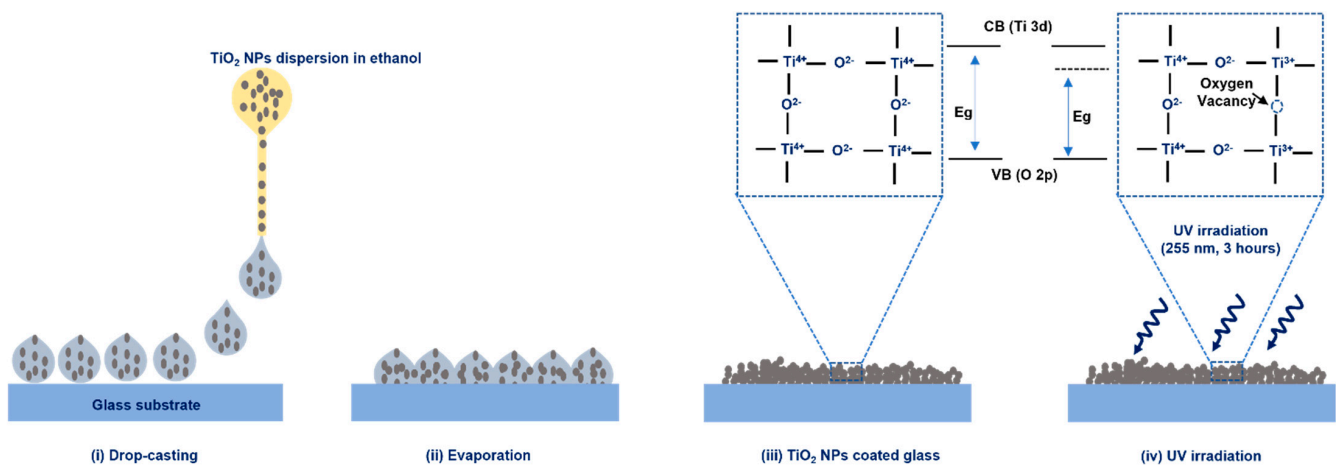 TiO₂ NPs dispersion in ethanol
Glass substrate
(i) Drop-casting
(ii) Evaporation
Ti⁴⁺ O²⁻ Ti⁴⁺
O²⁻ O²⁻
Ti⁴⁺ O²⁻ Ti⁴⁺
CB (Ti 3d)
Eg
Eg
VB (O 2p)
Ti⁴⁺ O²⁻ Ti³⁺
Oxygen
Vacancy
O²⁻
Ti⁴⁺ O²⁻ Ti³⁺
UV irradiation
(255 nm, 3 hours)
(iii) TiO₂ NPs coated glass
(iv) UV irradiation